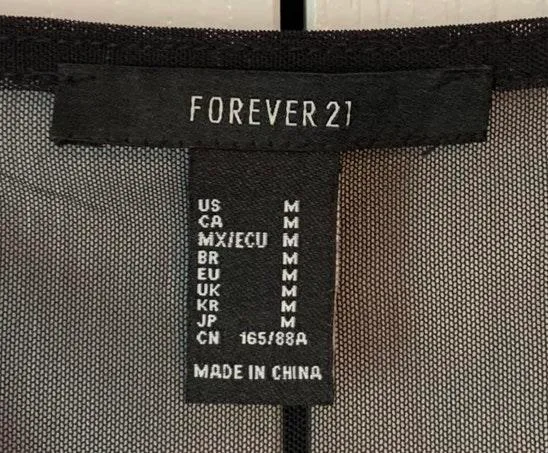 FOREVER 21
US M
CA M
MX/ECU M
BR M
EU M
UK M
KR M
JP M
CN 165/88A
MADE IN CHINA